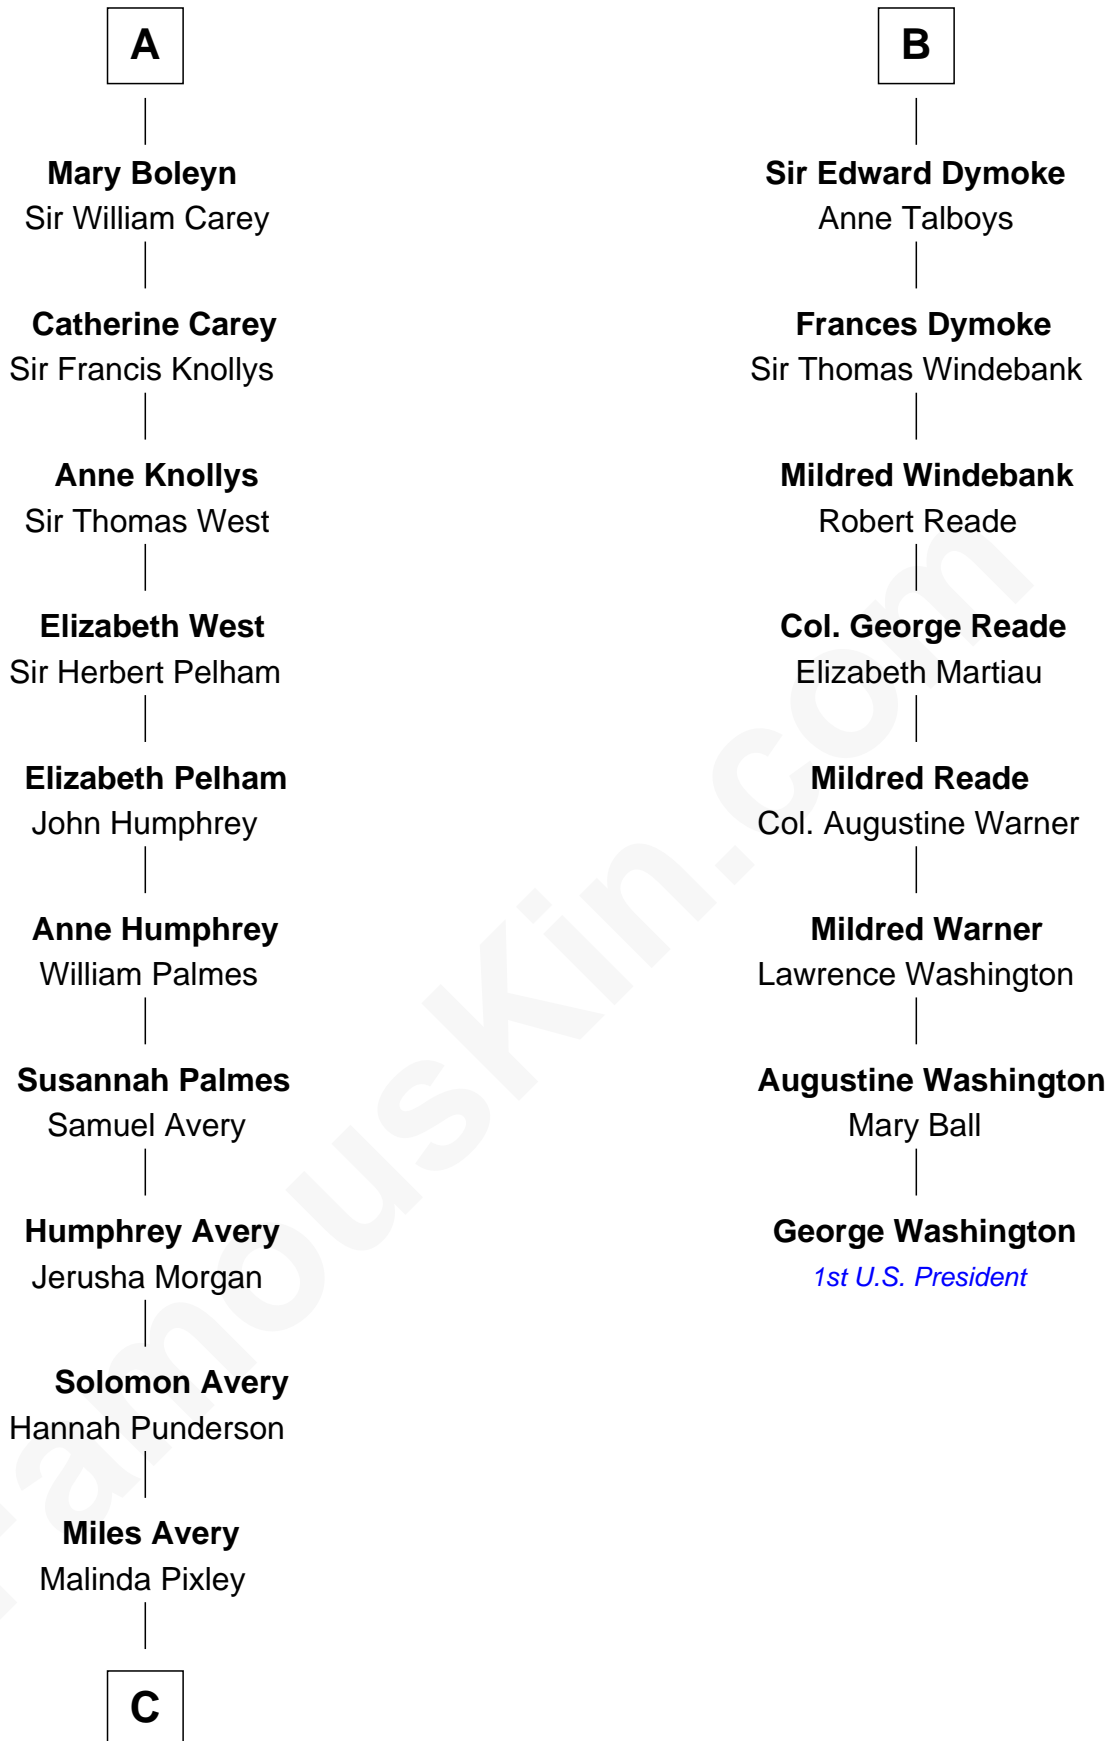 A
Mary Boleyn
Sir William Carey
Catherine Carey
Sir Francis Knollys
Anne Knollys
Sir Thomas West
Elizabeth West
Sir Herbert Pelham
Elizabeth Pelham
John Humphrey
Anne Humphrey
William Palmes
Susannah Palmes
Samuel Avery
Humphrey Avery
Jerusha Morgan
Solomon Avery
Hannah Punderson
Miles Avery
Malinda Pixley
C
B
Sir Edward Dymoke
Anne Talboys
Frances Dymoke
Sir Thomas Windebank
Mildred Windebank
Robert Reade
Col. George Reade
Elizabeth Martiau
Mildred Reade
Col. Augustine Warner
Mildred Warner
Lawrence Washington
Augustine Washington
Mary Ball
George Washington
1st U.S. President
FamousKin.com